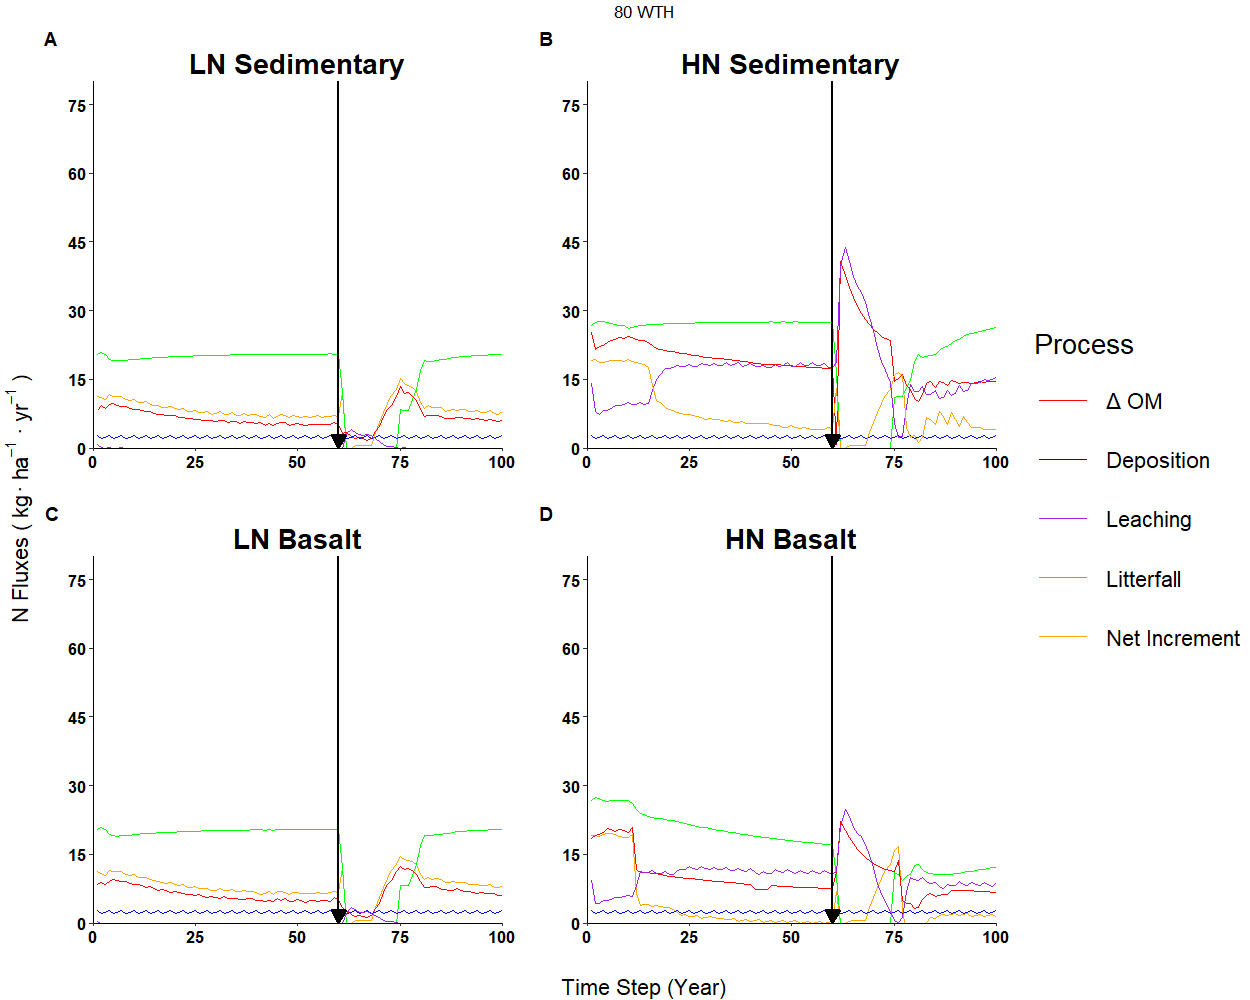 80 WTH
A
LN Sedimentary
75
60
45
30
15
0
0 25 50 75 100
B
HN Sedimentary
75
60
45
30
15
0
0 25 50 75 100
C
LN Basalt
75
60
45
30
15
0
0 25 50 75 100
D
HN Basalt
75
60
45
30
15
0
0 25 50 75 100
N Fluxes ( kg · ha⁻¹ · yr⁻¹ )
Time Step (Year)
Process
Δ OM
Deposition
Leaching
Litterfall
Net Increment